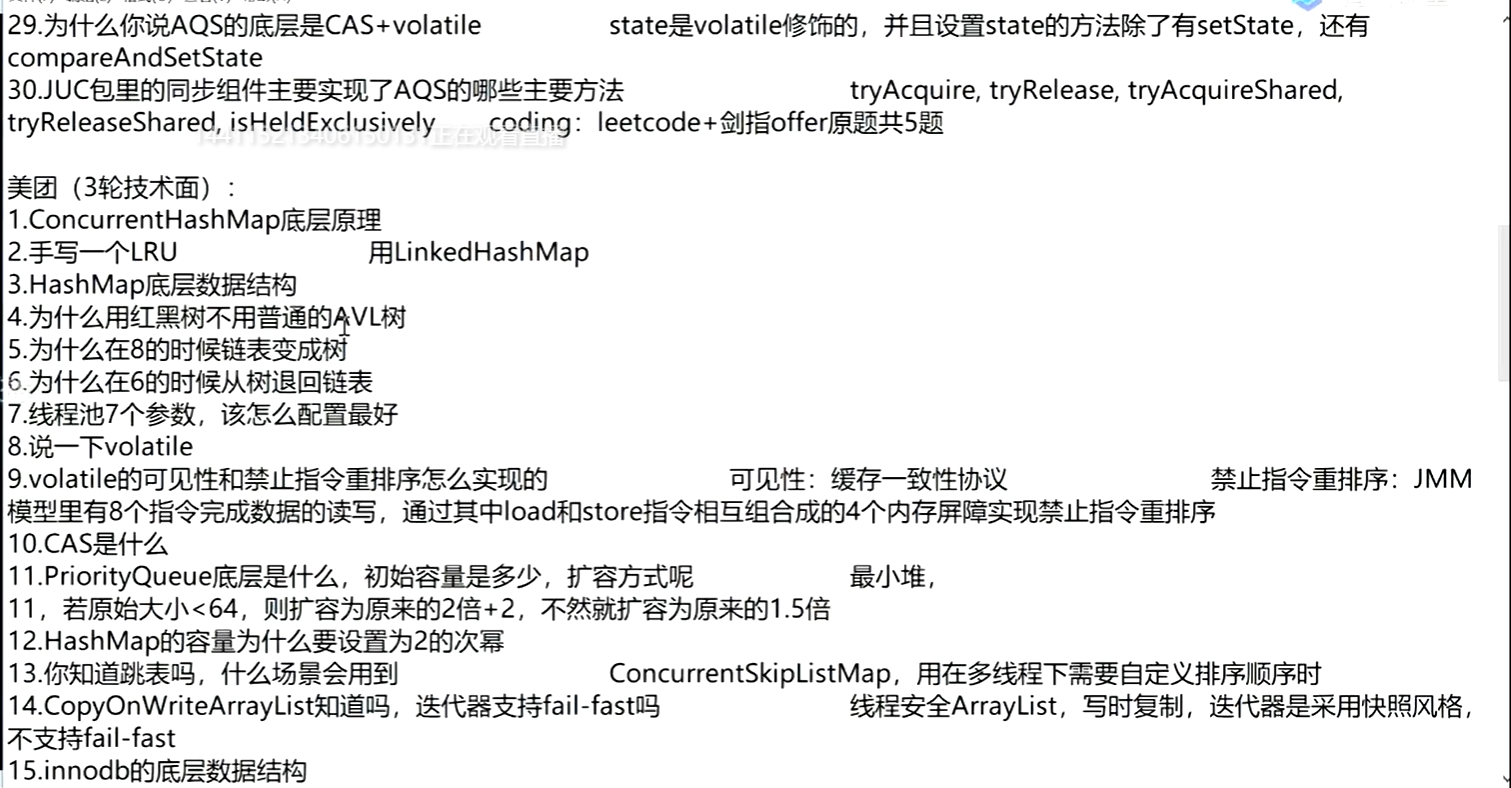 29.为什么你说AQS的底层是CAS+volatile state是volatile修饰的，并且设置state的方法除了有setState，还有
compareAndSetState
30.JUC包里的同步组件主要实现了AQS的哪些主要方法 tryAcquire, tryRelease, tryAcquireShared,
tryReleaseShared, isHeldExclusively coding：leetcode+剑指offer原题共5题
正在观看直播
美团（3轮技术面）：
1.ConcurrentHashMap底层原理
2.手写一个LRU 用LinkedHashMap
3.HashMap底层数据结构
4.为什么用红黑树不用普通的AVL树
5.为什么在8的时候链表变成树
6.为什么在6的时候从树退回链表
7.线程池7个参数，该怎么配置最好
8.说一下volatile
9.volatile的可见性和禁止指令重排序怎么实现的 可见性：缓存一致性协议 禁止指令重排序：JMM
模型里有8个指令完成数据的读写，通过其中load和store指令相互组合成的4个内存屏障实现禁止指令重排序
10.CAS是什么
11.PriorityQueue底层是什么，初始容量是多少，扩容方式呢 最小堆，
11，若原始大小<64，则扩容为原来的2倍+2，不然就扩容为原来的1.5倍
12.HashMap的容量为什么要设置为2的次幂
13.你知道跳表吗，什么场景会用到 ConcurrentSkipListMap，用在多线程下需要自定义排序顺序时
14.CopyOnWriteArrayList知道吗，迭代器支持fail-fast吗 线程安全ArrayList，写时复制，迭代器是采用快照风格，
不支持fail-fast
15.innodb的底层数据结构